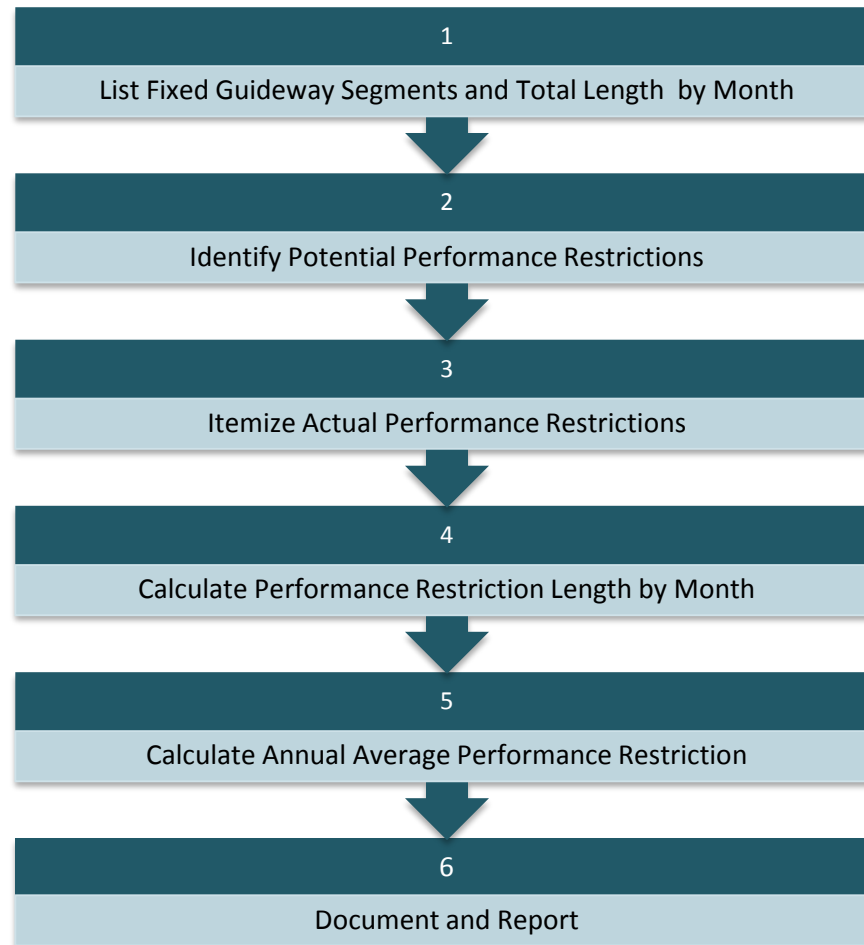 1
List Fixed Guideway Segments and Total Length  by Month
2
Identify Potential Performance Restrictions
3
Itemize Actual Performance Restrictions
4
Calculate Performance Restriction Length by Month
5
Calculate Annual Average Performance Restriction
6
Document and Report